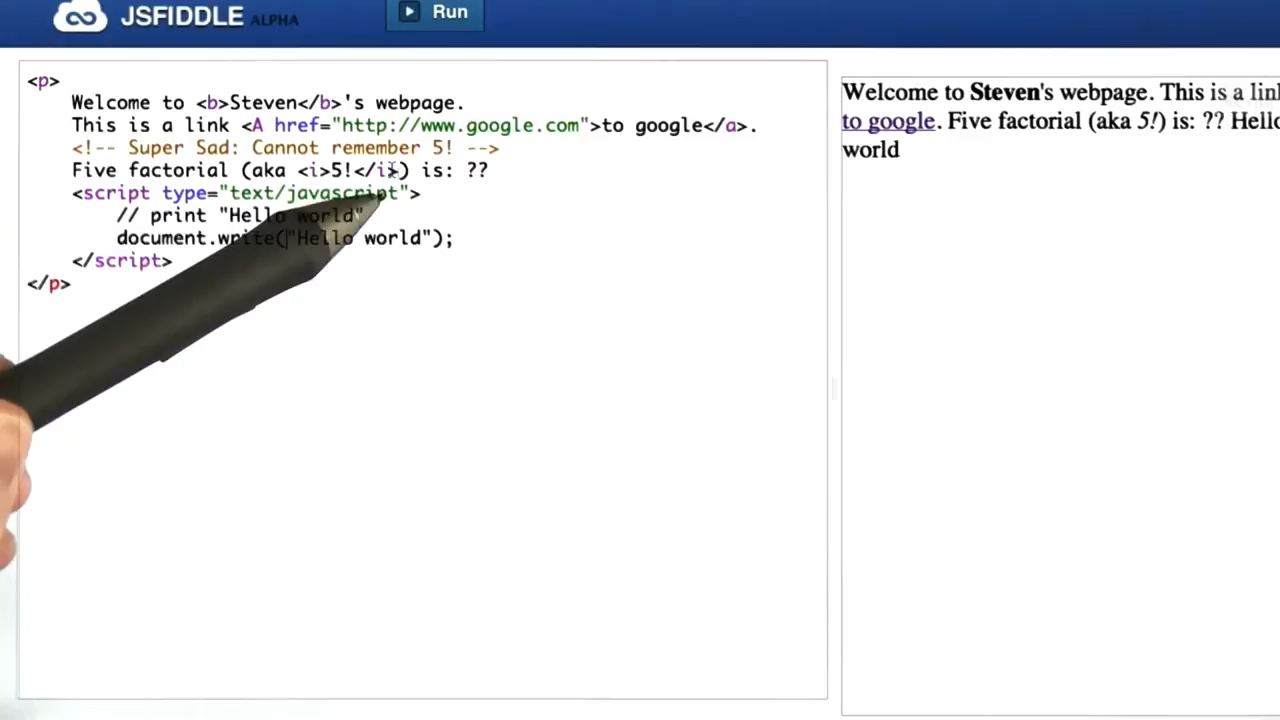 JSFIDDLE ALPHA
Run
<p>
Welcome to <b>Steven</b>'s webpage.
This is a link <A href="http://www.google.com">to google</a>.
<!-- Super Sad: Cannot remember 5! -->
Five factorial (aka <i>5!</i>) is: ??
<script type="text/javascript">
// print "Hello world"
document.write("Hello world");
</script>
</p>
Welcome to Steven's webpage. This is a link
to google. Five factorial (aka 5!) is: ?? Hello
world